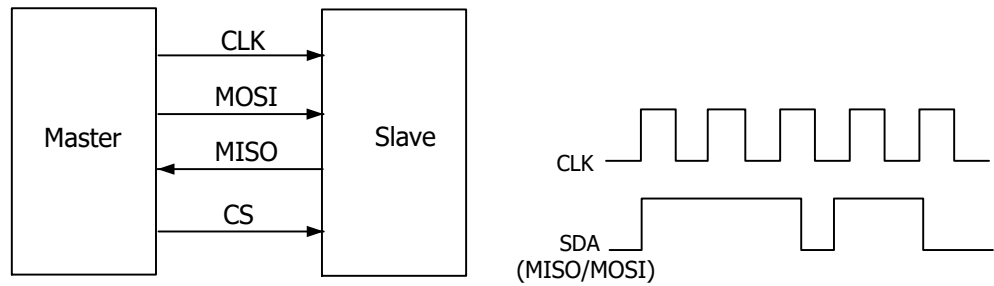 Master
CLK
MOSI
MISO
CS
Slave
CLK
SDA
(MISO/MOSI)